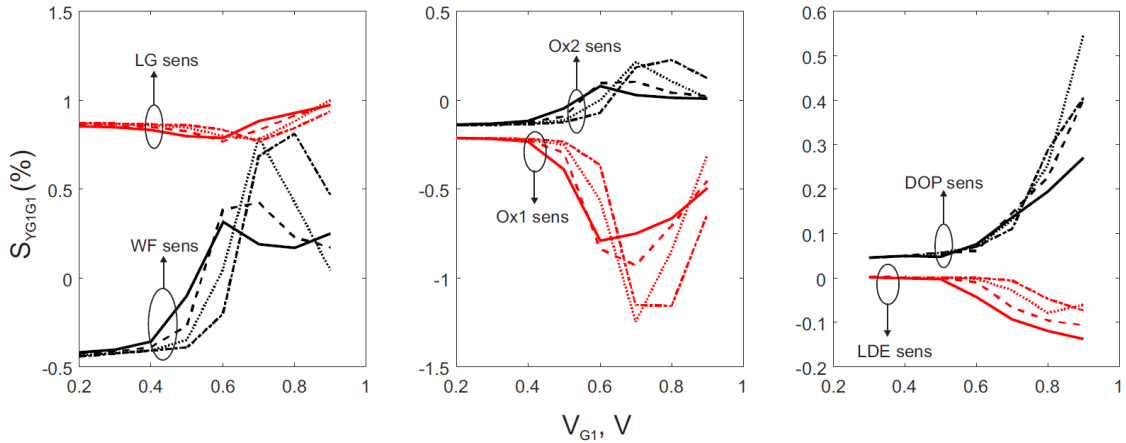 S_YG1G1 (%)
1.5
1
0.5
0
-0.5
0.2 0.4 0.6 0.8 1
LG sens
WF sens
0.5
0
-0.5
-1
-1.5
0.2 0.4 0.6 0.8 1
Ox2 sens
Ox1 sens
0.6
0.5
0.4
0.3
0.2
0.1
0
-0.1
-0.2
0.2 0.4 0.6 0.8 1
DOP sens
LDE sens
V_G1, V